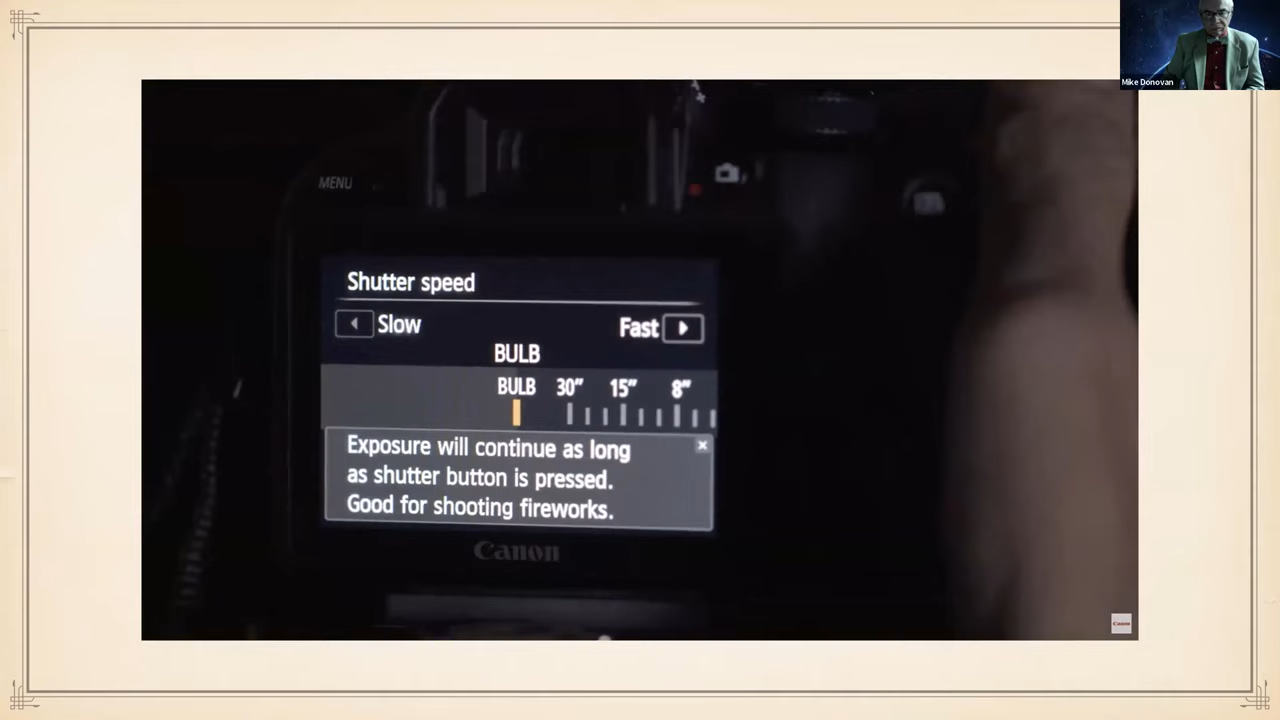 Mike Donovan
MENU
Shutter speed
Slow
Fast
BULB
BULB 30" 15" 8"
Exposure will continue as long
as shutter button is pressed.
Good for shooting fireworks.
Canon
Canon